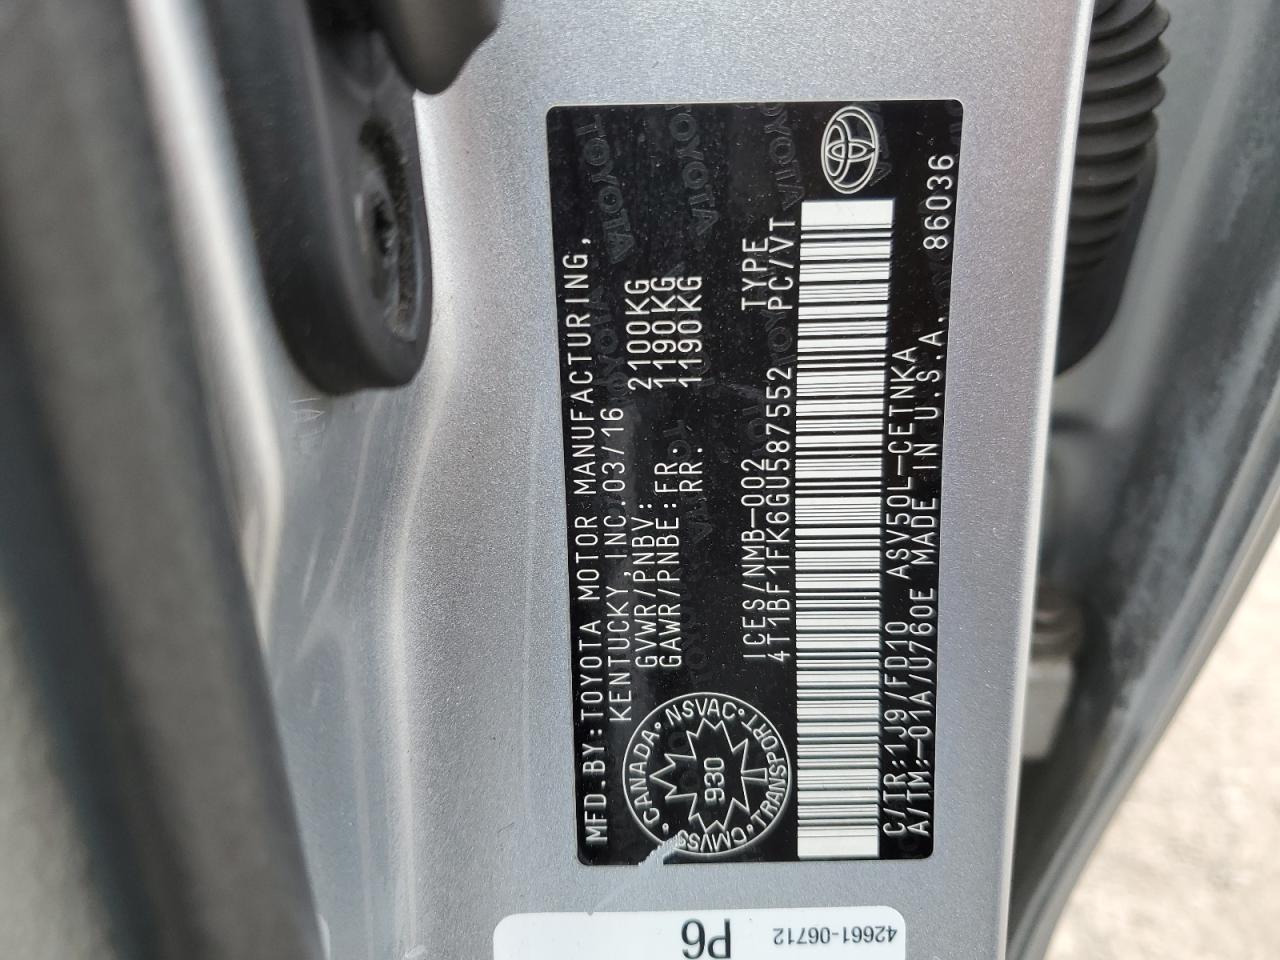 MFD.BY:TOYOTA MOTOR MANUFACTURING,
KENTUCKY,INC.03/16
GVWR/PNBV: 2100KG
GAWR/PNBE:FR. 1190KG
RR. 1190KG
CANADA • NSVAC • TRANSPORT • CMVSS
930
ICES/NMB-002 TYPE
4T1BF1FK6GU587552 PC/VT
C/TR:1J9/FD10 ASV50L-CETNKA
A/TM:-01A/U760E MADE IN U.S.A. 86036
P6
42661-06712